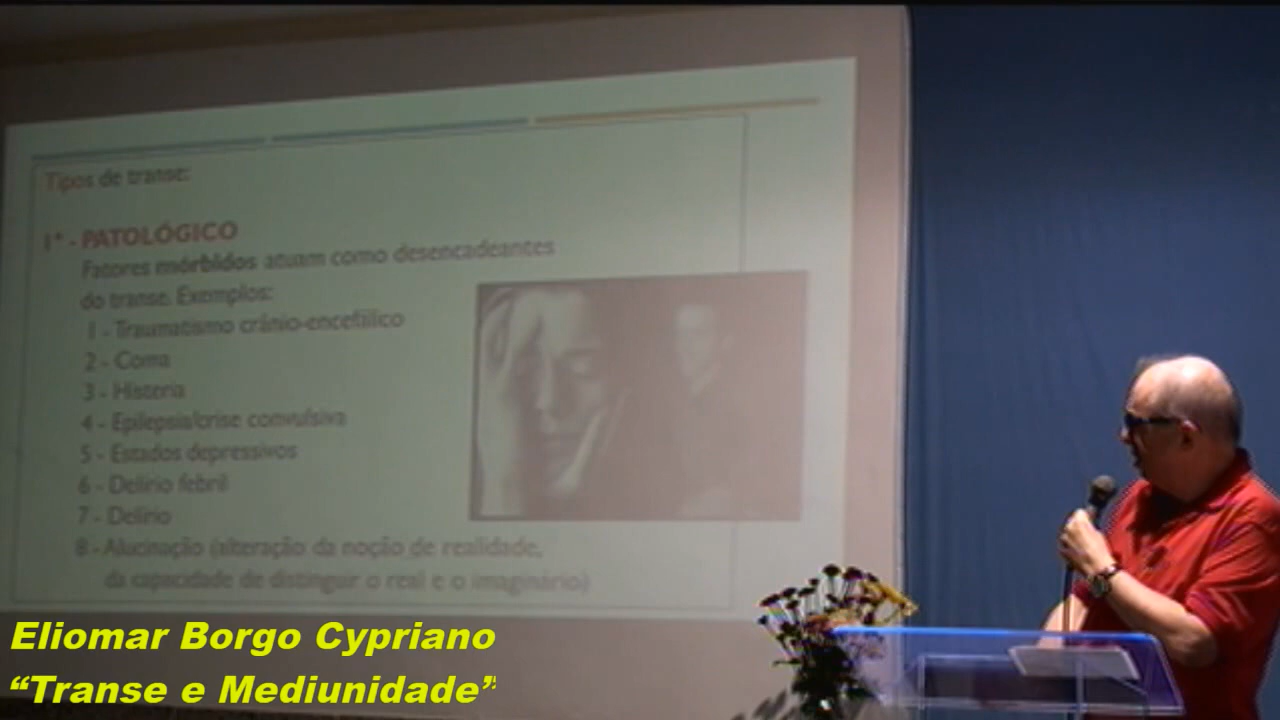 Tipos de transe:
1º - PATOLÓGICO
Fatores mórbidos atuam como desencadeantes
do transe. Exemplos:
1 - Traumatismo crânio-encefálico
2 - Coma
3 - Histeria
4 - Epilepsia/crise convulsiva
5 - Estados depressivos
6 - Delírio febril
7 - Delírio
8 - Alucinação (alteração da noção de realidade,
da capacidade de distinguir o real e o imaginário)
Eliomar Borgo Cypriano
“Transe e Mediunidade”